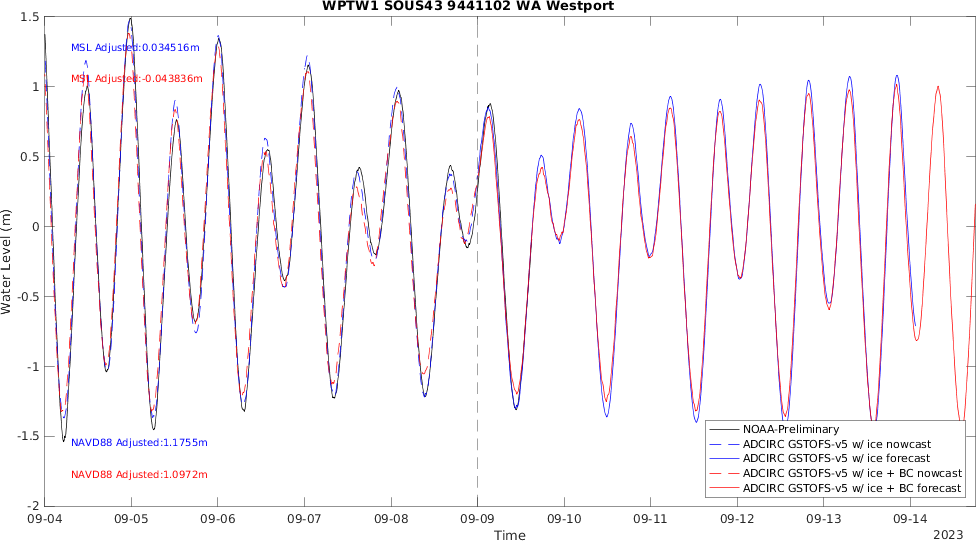 WPTW1 SOUS43 9441102 WA Westport
1.5
1
0.5
0
-0.5
-1
-1.5
-2
Water Level (m)
MSL Adjusted:0.034516m
MSL Adjusted:-0.043836m
NAVD88 Adjusted:1.1755m
NAVD88 Adjusted:1.0972m
NOAA-Preliminary
ADCIRC GSTOFS-v5 w/ ice nowcast
ADCIRC GSTOFS-v5 w/ ice forecast
ADCIRC GSTOFS-v5 w/ ice + BC nowcast
ADCIRC GSTOFS-v5 w/ ice + BC forecast
09-04 09-05 09-06 09-07 09-08 09-09 09-10 09-11 09-12 09-13 09-14
Time
2023